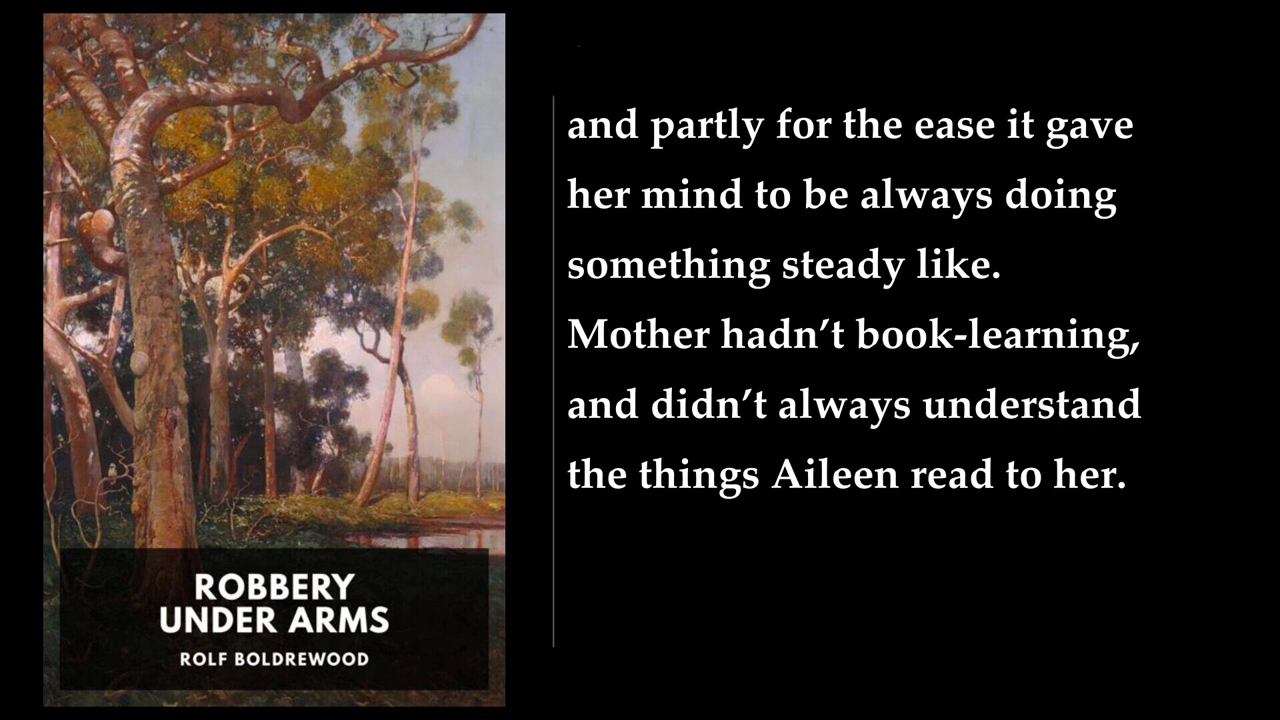 and partly for the ease it gave
her mind to be always doing
something steady like.
Mother hadn’t book-learning,
and didn’t always understand
the things Aileen read to her.
ROBBERY
UNDER ARMS
ROLF BOLDREWOOD